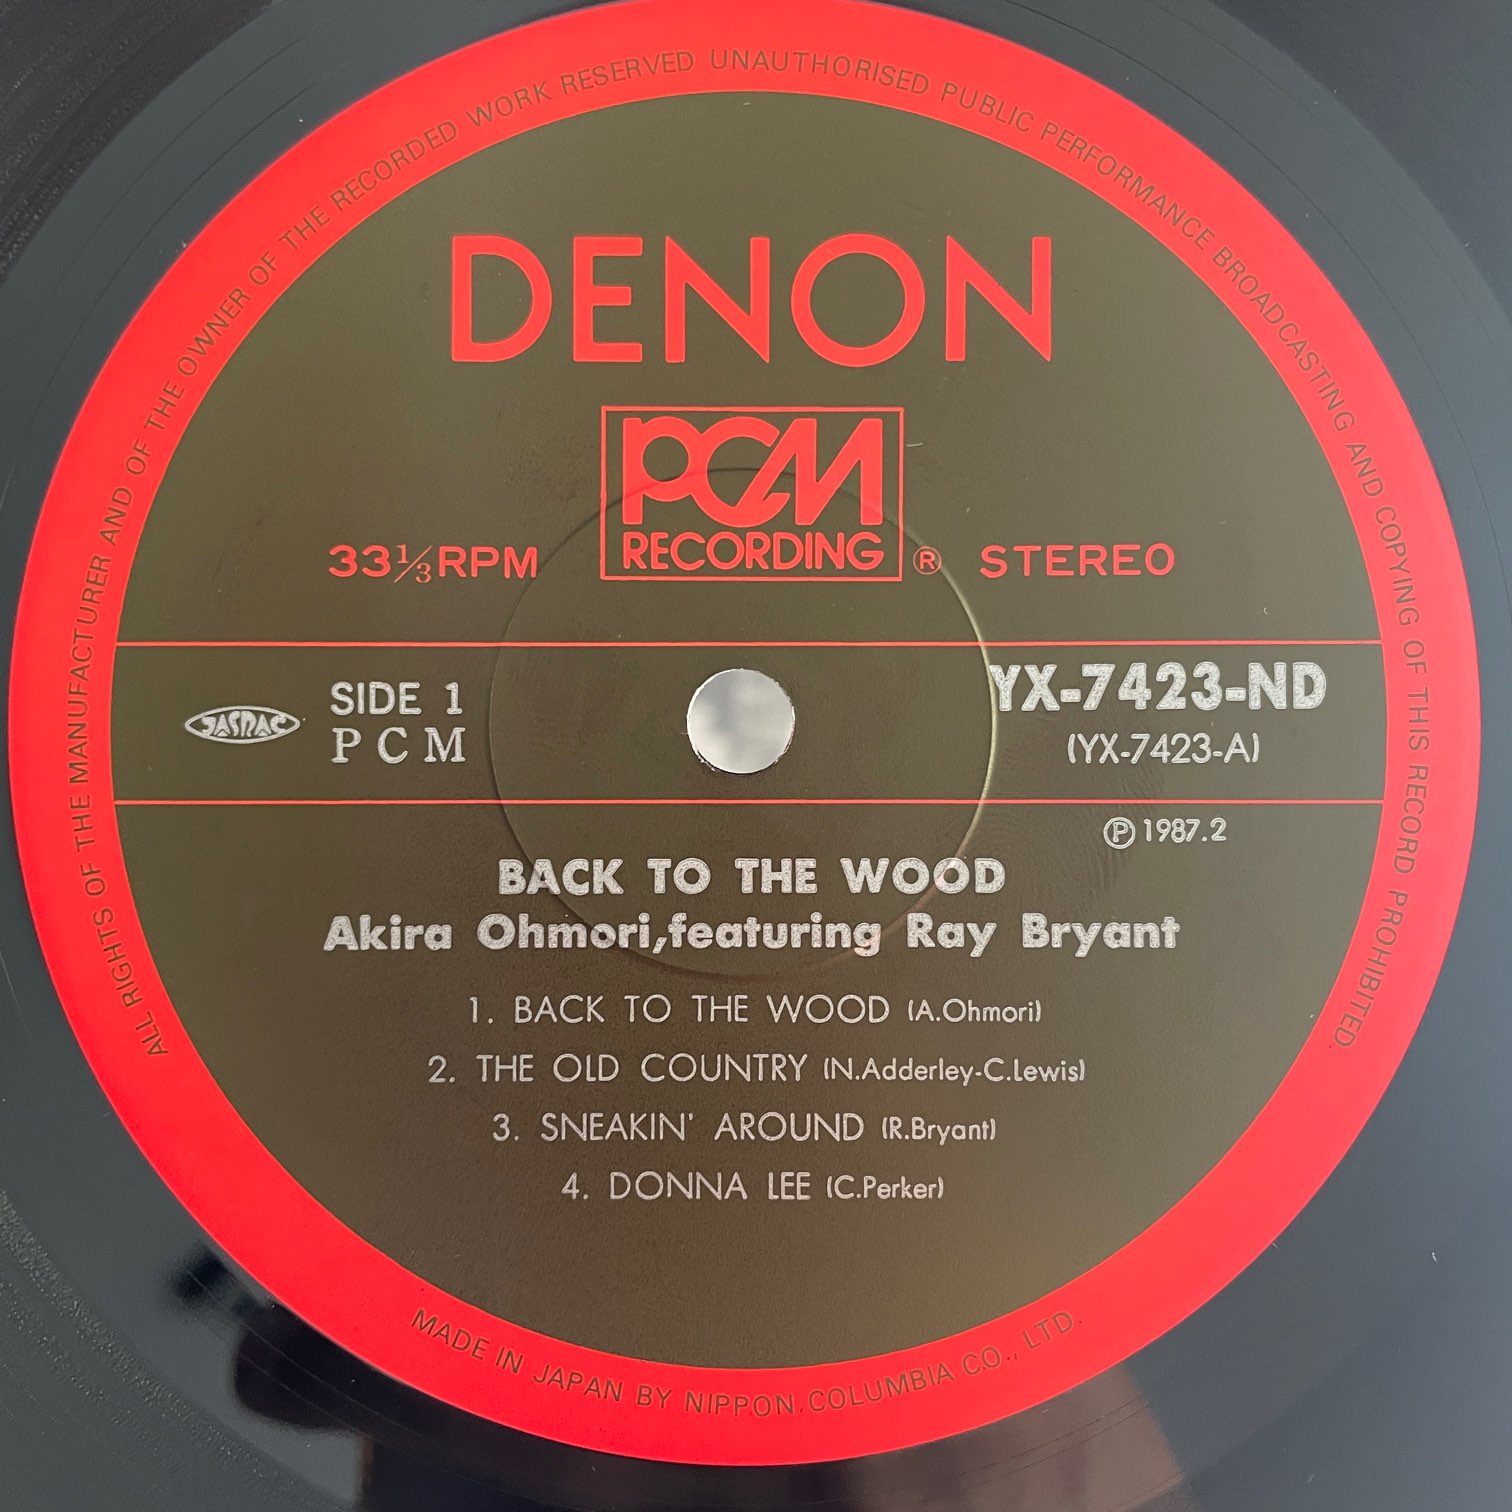 ALL RIGHTS OF THE MANUFACTURER AND OF THE OWNER OF THE RECORDED WORK RESERVED UNAUTHORISED PUBLIC PERFORMANCE BROADCASTING AND COPYING OF THIS RECORD PROHIBITED.
DENON
PCM
RECORDING
33⅓RPM ® STEREO
JASRAC
SIDE 1
PCM
YX-7423-ND
(YX-7423-A)
Ⓟ 1987.2
BACK TO THE WOOD
Akira Ohmori,featuring Ray Bryant
1. BACK TO THE WOOD (A.Ohmori)
2. THE OLD COUNTRY (N.Adderley-C.Lewis)
3. SNEAKIN' AROUND (R.Bryant)
4. DONNA LEE (C.Perker)
MADE IN JAPAN BY NIPPON COLUMBIA CO., LTD.